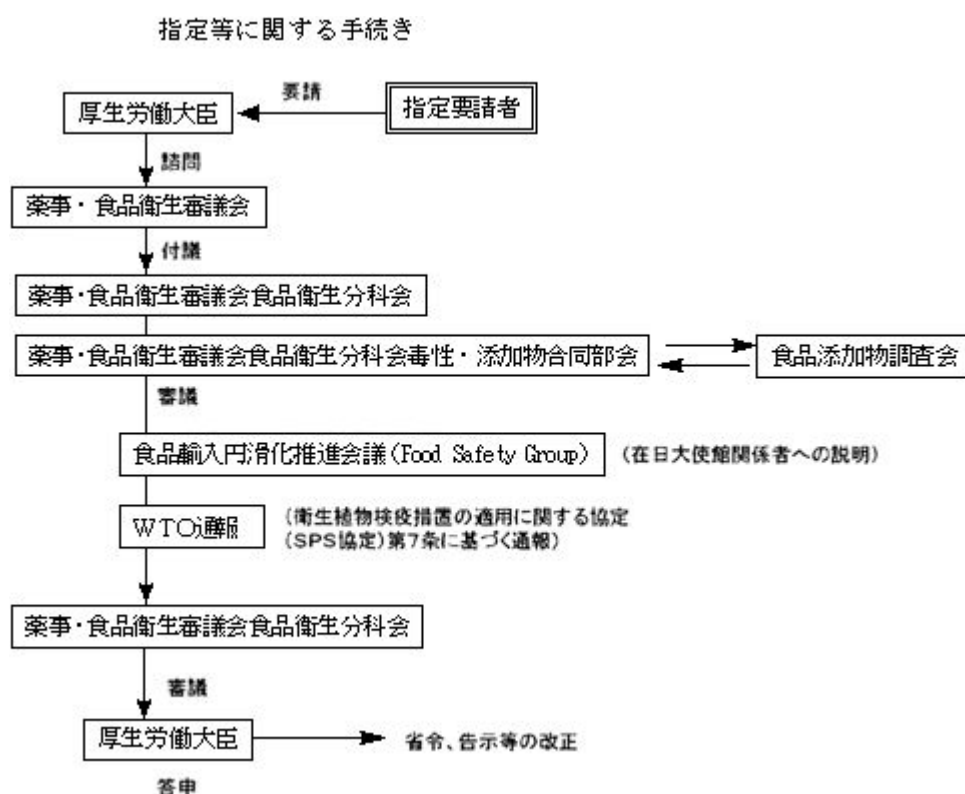 指定等に関する手続き
要請
厚生労働大臣
指定要請者
諮問
薬事・食品衛生審議会
付議
薬事・食品衛生審議会食品衛生分科会
薬事・食品衛生審議会食品衛生分科会毒性・添加物合同部会
食品添加物調査会
審議
食品輸入円滑化推進会議(Food Safety Group)
(在日大使館関係者への説明)
WTO通報
(衛生植物検疫措置の適用に関する協定
(SPS協定)第7条に基づく通報)
薬事・食品衛生審議会食品衛生分科会
審議
厚生労働大臣
省令、告示等の改正
答申